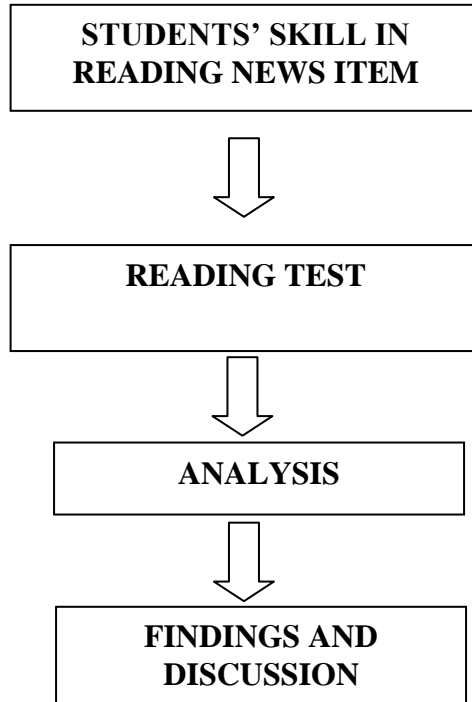 STUDENTS’ SKILL IN
READING NEWS ITEM
READING TEST
ANALYSIS
FINDINGS AND
DISCUSSION